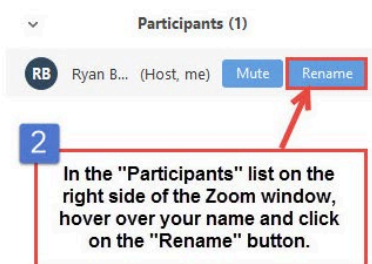 Participants (1)
RB Ryan B... (Host, me) Mute Rename
2
In the "Participants" list on the
right side of the Zoom window,
hover over your name and click
on the "Rename" button.